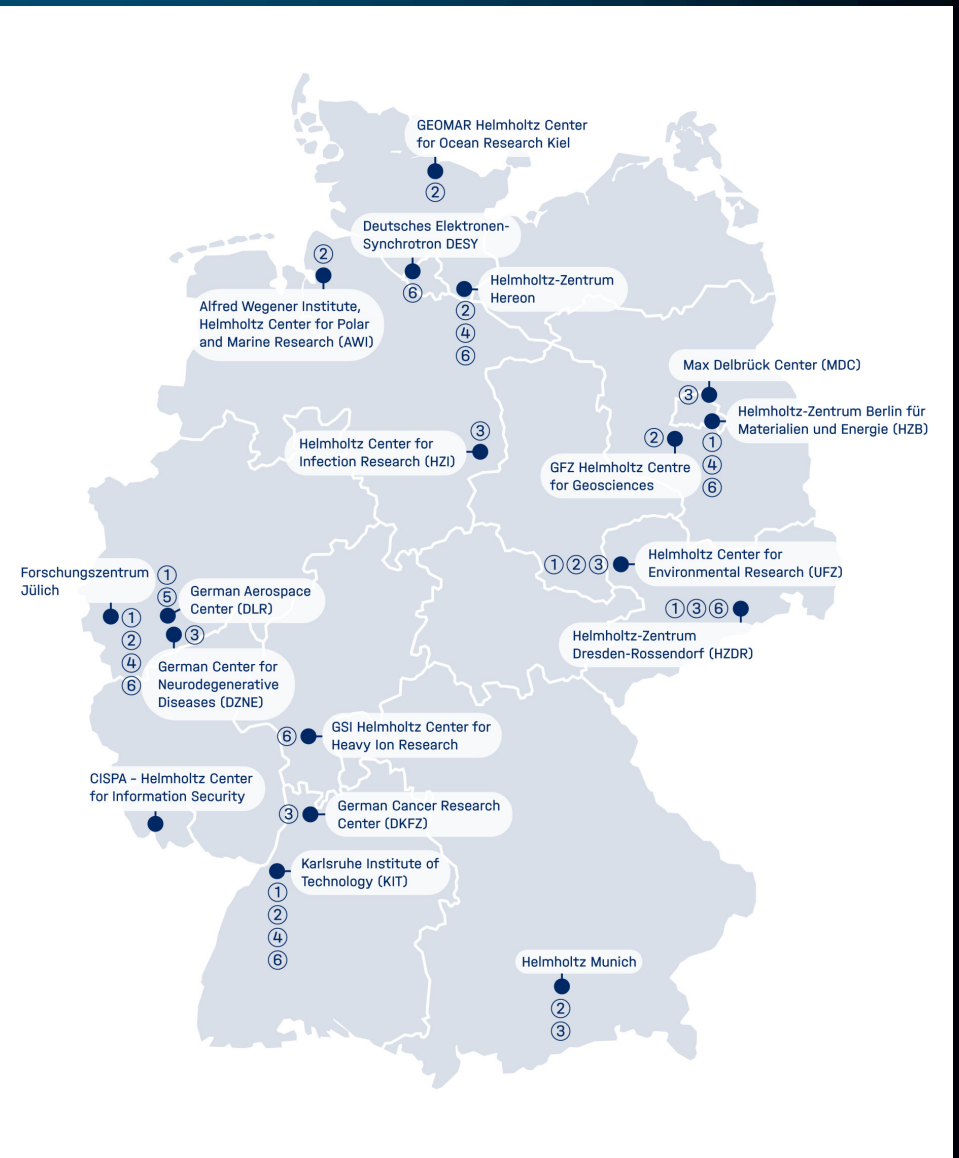 GEOMAR Helmholtz Center
for Ocean Research Kiel
2
Deutsches Elektronen-
Synchrotron DESY
6
2
Alfred Wegener Institute,
Helmholtz Center for Polar
and Marine Research (AWI)
Helmholtz-Zentrum
Hereon
2
4
6
Max Delbrück Center (MDC)
3
Helmholtz-Zentrum Berlin für
Materialien und Energie (HZB)
1
4
6
2
GFZ Helmholtz Centre
for Geosciences
3
Helmholtz Center for
Infection Research (HZI)
1 2 3
Helmholtz Center for
Environmental Research (UFZ)
1 3 6
Helmholtz-Zentrum
Dresden-Rossendorf (HZDR)
Forschungszentrum
Jülich
1
2
4
6
1
5
German Aerospace
Center (DLR)
3
German Center for
Neurodegenerative
Diseases (DZNE)
6
GSI Helmholtz Center for
Heavy Ion Research
CISPA – Helmholtz Center
for Information Security
3
German Cancer Research
Center (DKFZ)
Karlsruhe Institute of
Technology (KIT)
1
2
4
6
Helmholtz Munich
2
3